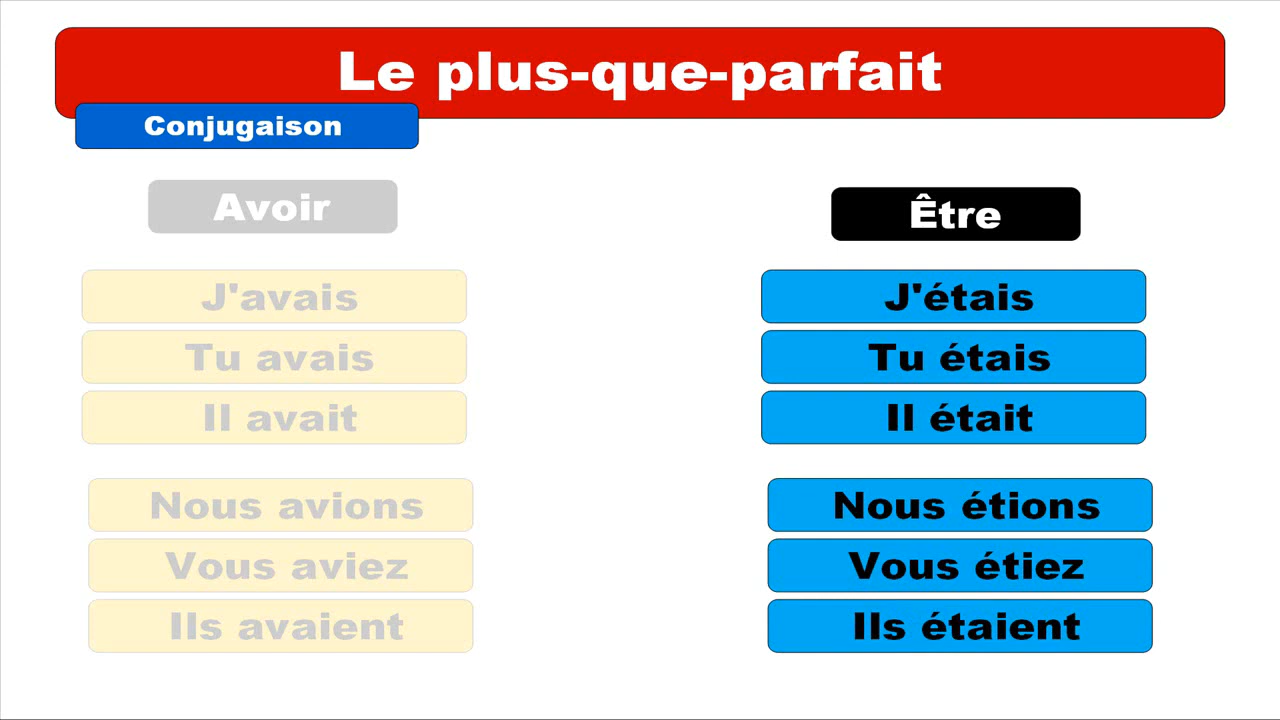 Le plus-que-parfait
Conjugaison
Avoir
J'avais
Tu avais
Il avait
Nous avions
Vous aviez
Ils avaient
Être
J'étais
Tu étais
Il était
Nous étions
Vous étiez
Ils étaient